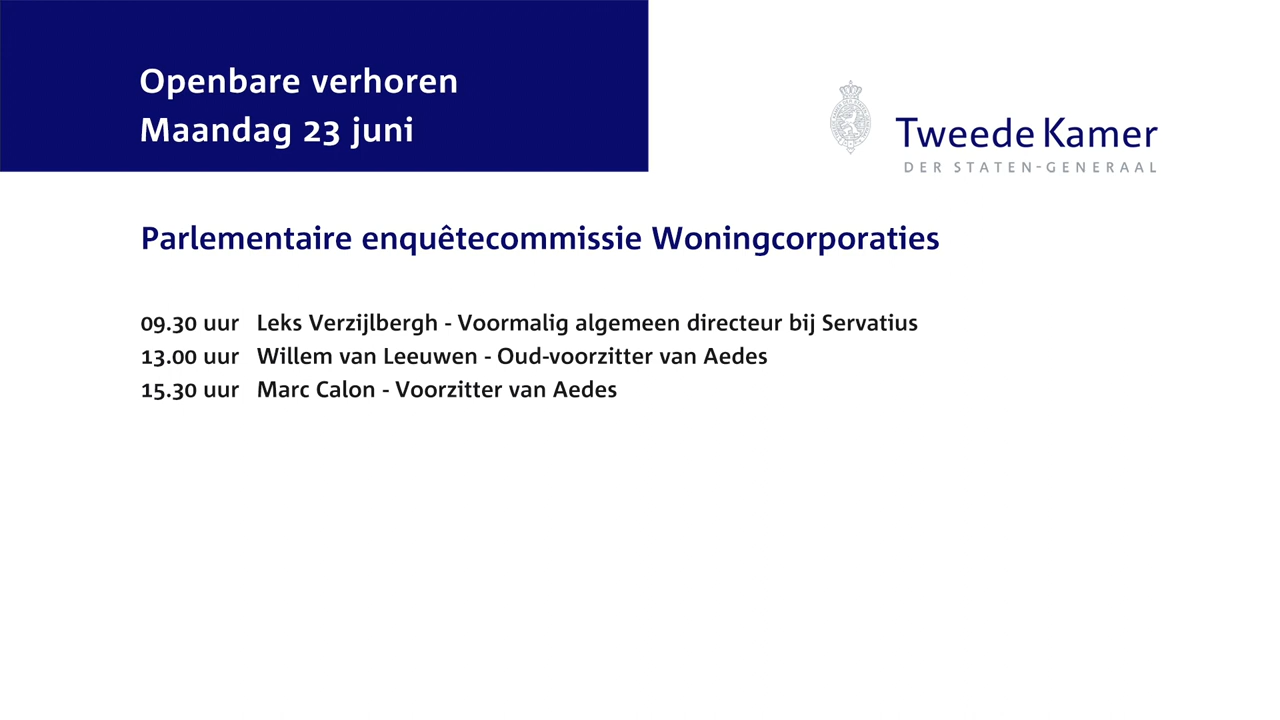 Openbare verhoren
Maandag 23 juni
Tweede Kamer
DER STATEN-GENERAAL
Parlementaire enquêtecommissie Woningcorporaties
09.30 uur Leks Verzijlbergh - Voormalig algemeen directeur bij Servatius
13.00 uur Willem van Leeuwen - Oud-voorzitter van Aedes
15.30 uur Marc Calon - Voorzitter van Aedes